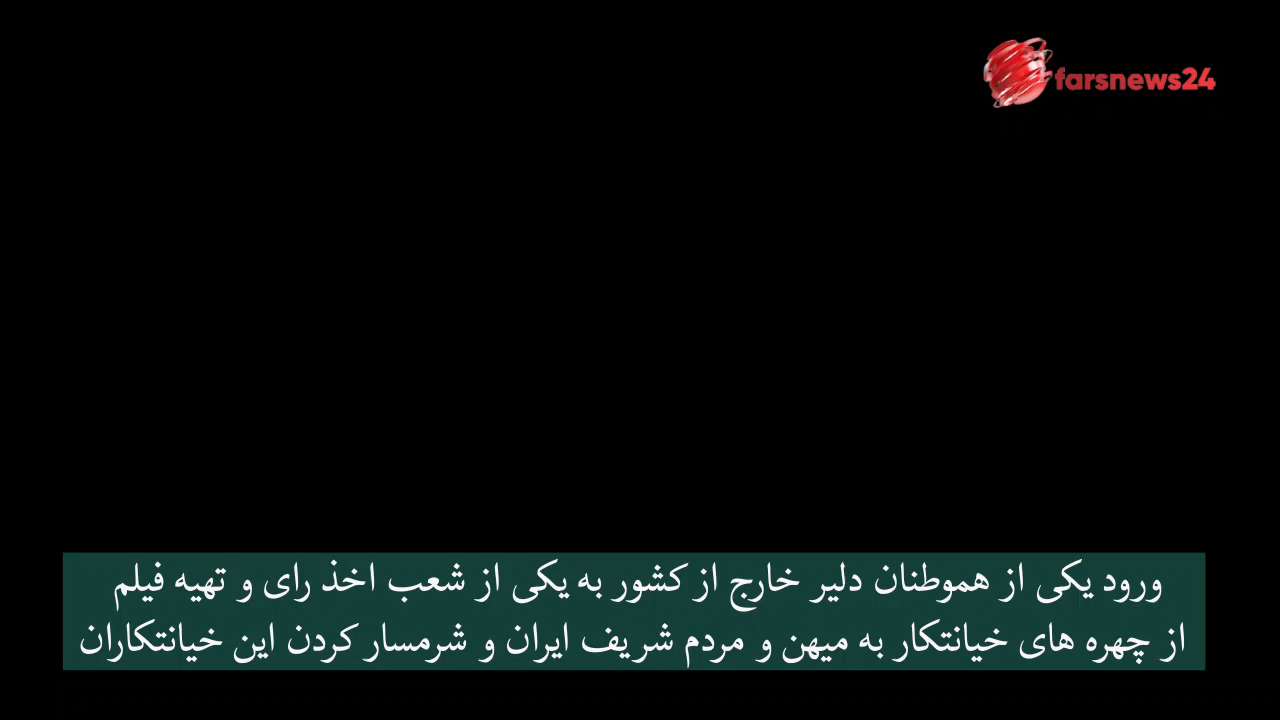 farsnews24
ورود یکی از هموطنان دلیر خارج از کشور به یکی از شعب اخذ رای و تهیه فیلم
از چهره های خیانتکار به میهن و مردم شریف ایران و شرمسار کردن این خیانتکاران